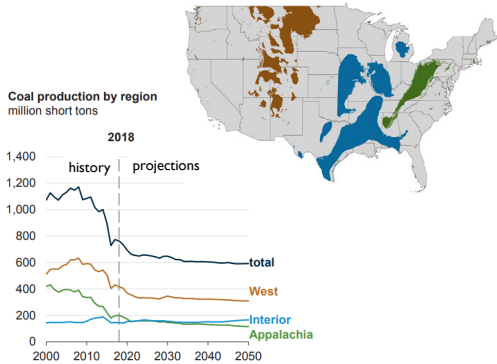 Coal production by region
million short tons
2018
history projections
1,400
1,200
1,000
800
600
400
200
0
total
West
Interior
Appalachia
2000 2010 2020 2030 2040 2050